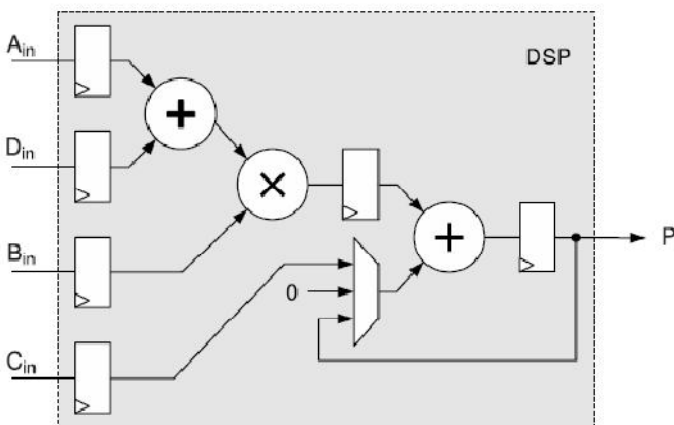 A_in
DSP
+
D_in
×
+
P
B_in
0
C_in